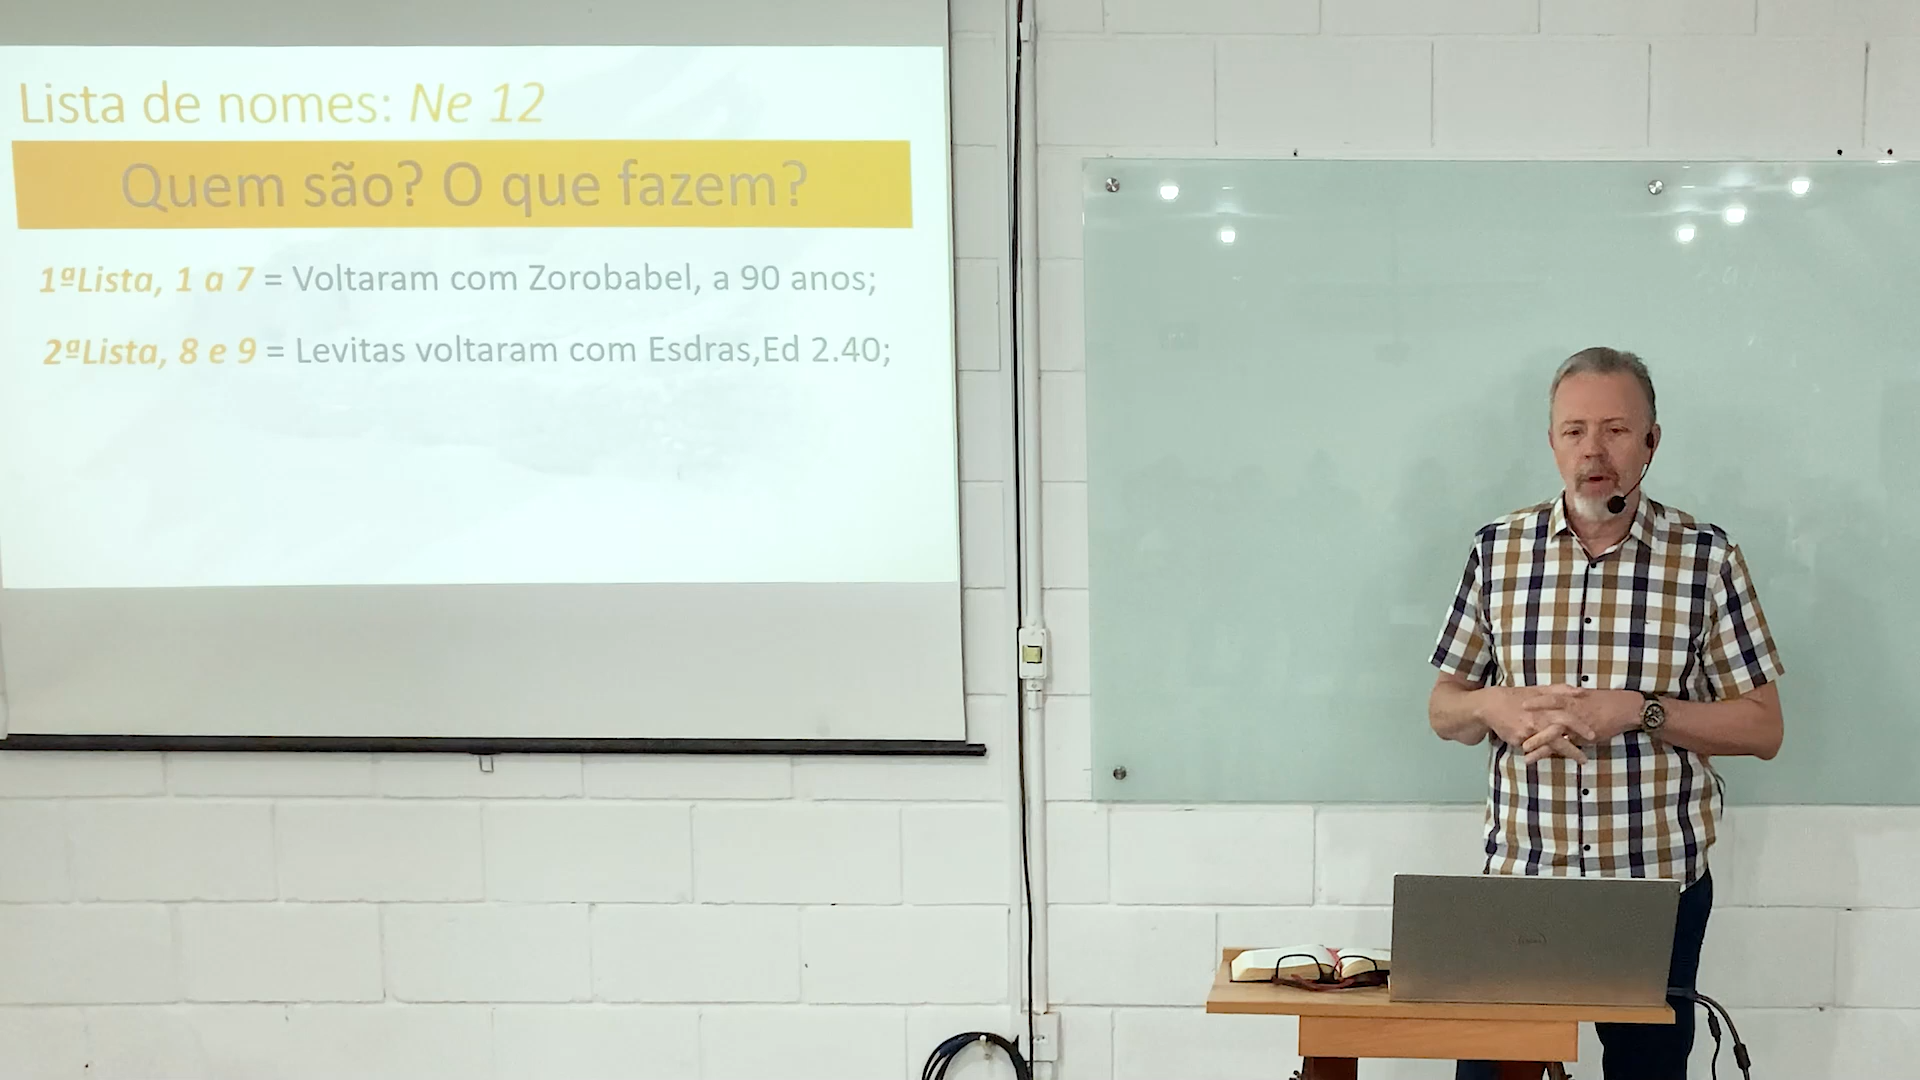 Lista de nomes: Ne 12
Quem são? O que fazem?
1ªLista, 1 a 7 = Voltaram com Zorobabel, a 90 anos;
2ªLista, 8 e 9 = Levitas voltaram com Esdras,Ed 2.40;